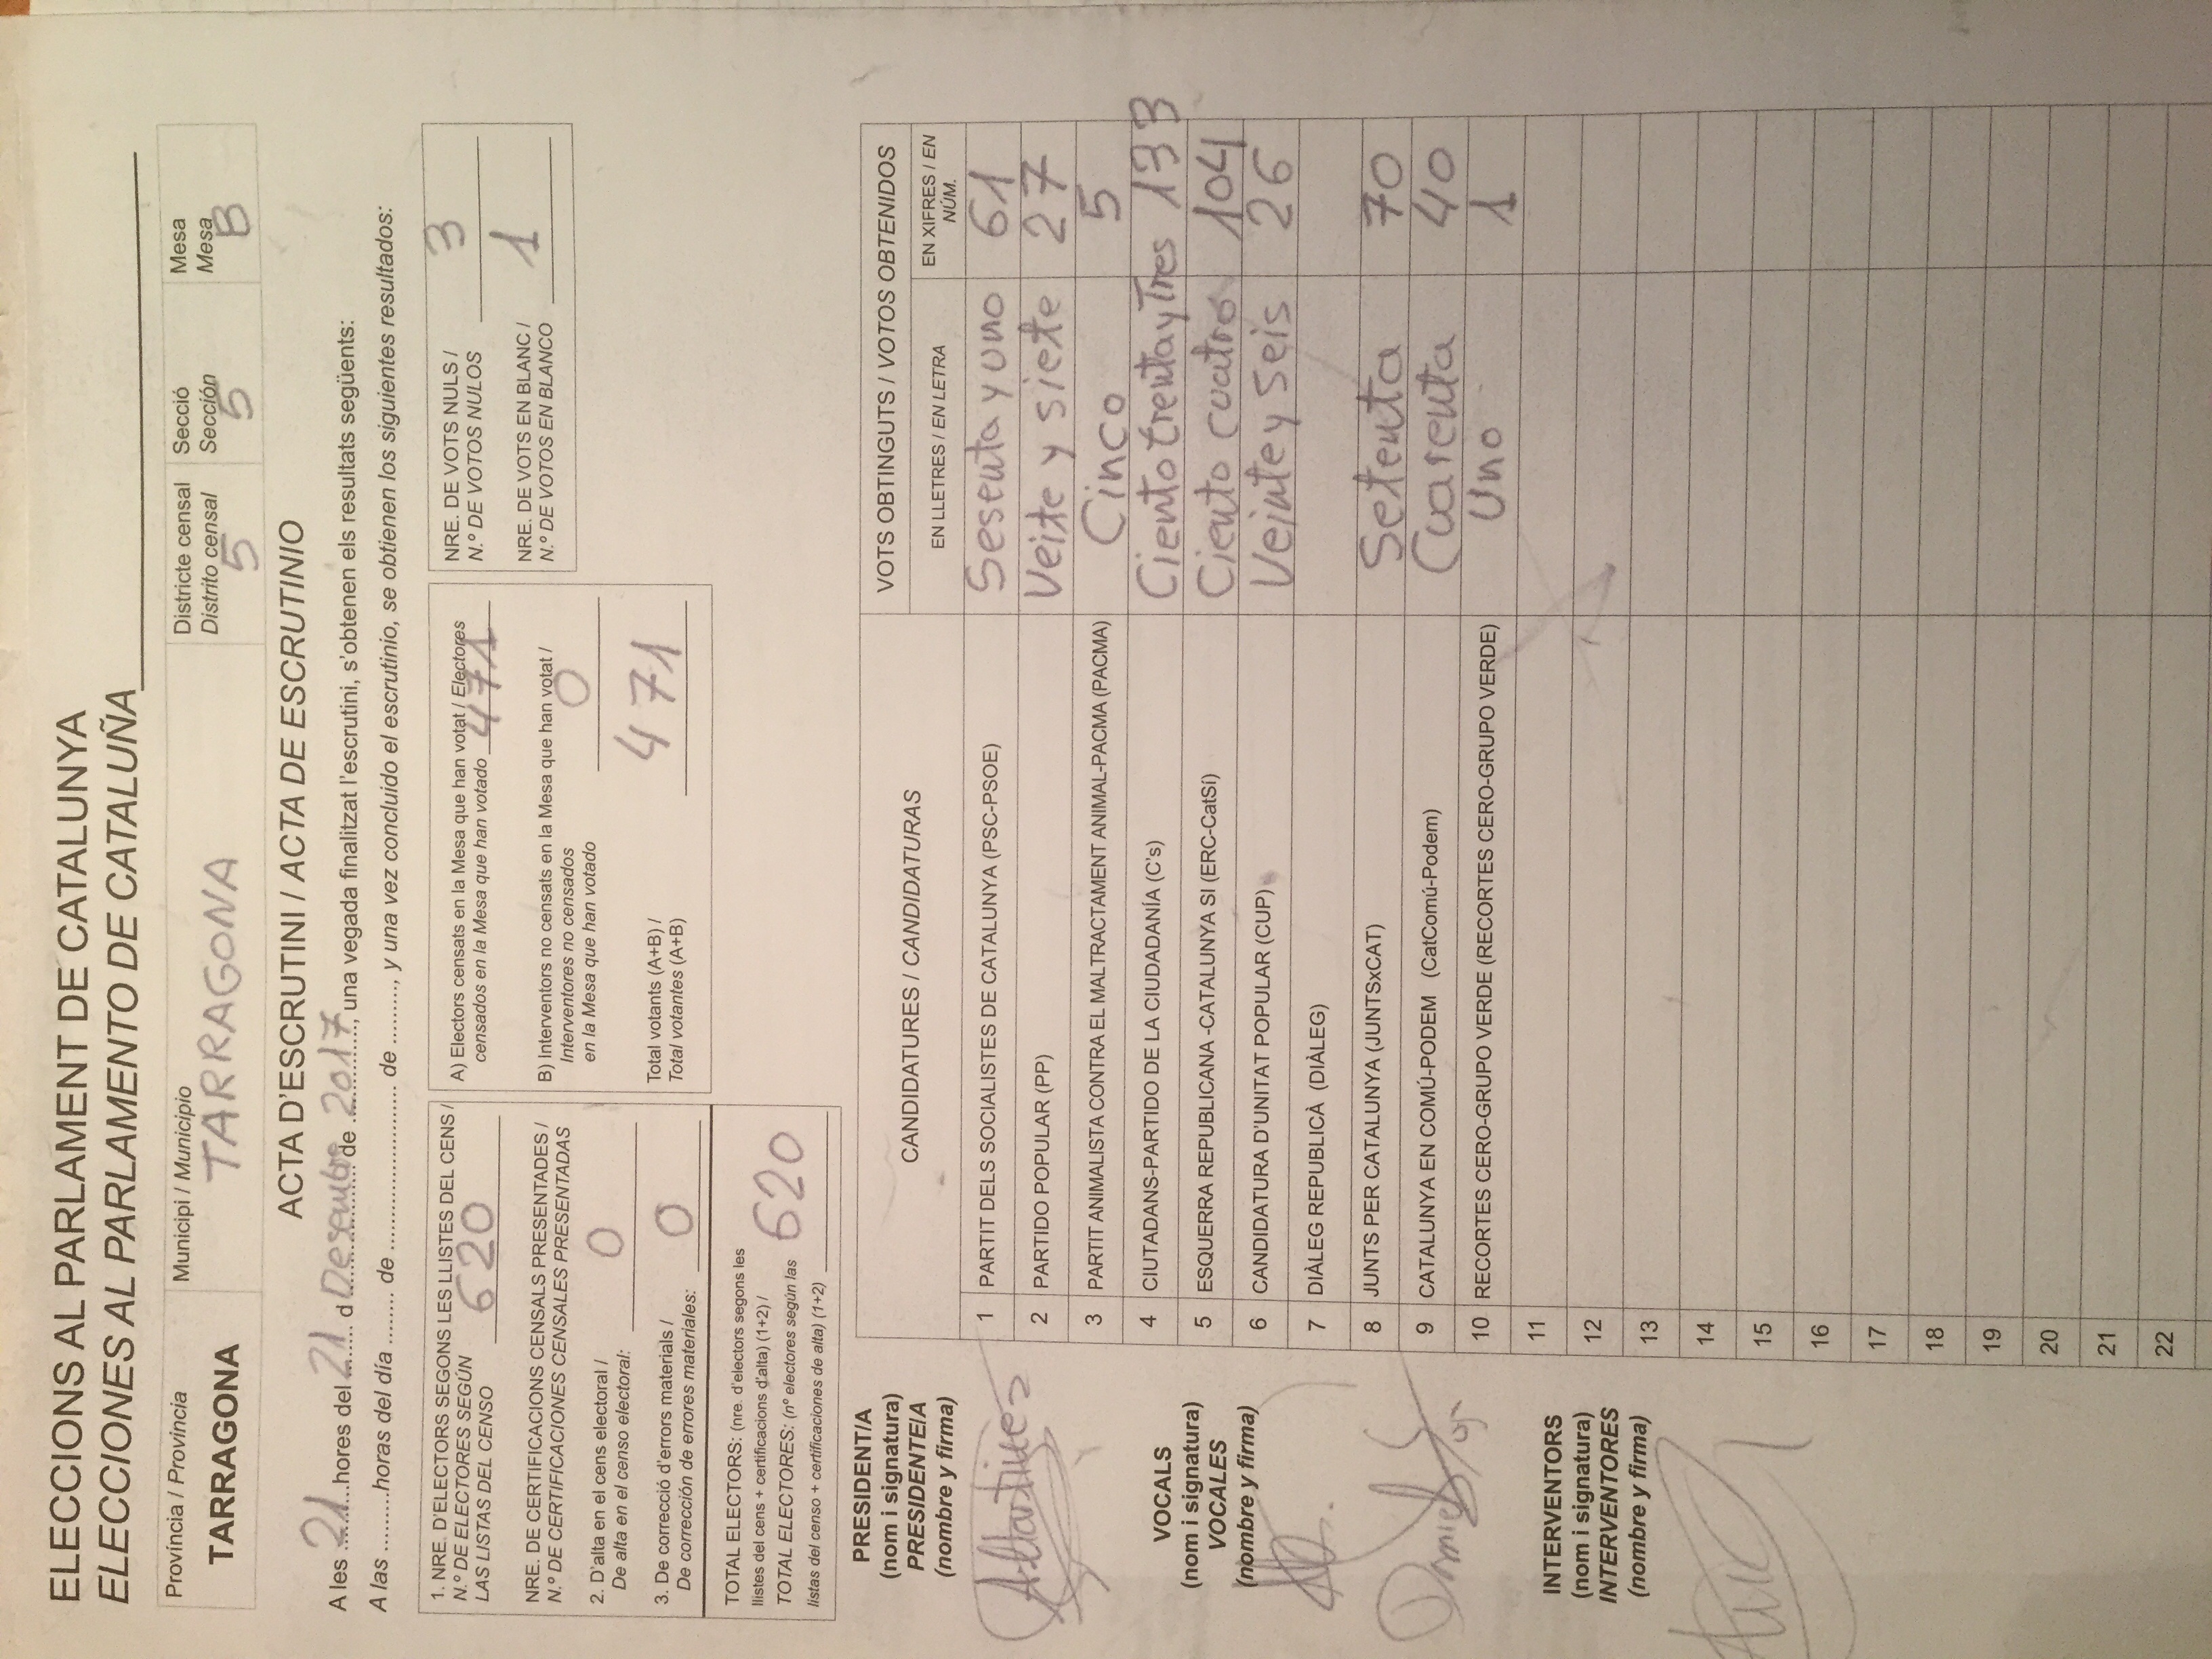 ELECCIONS AL PARLAMENT DE CATALUNYA
ELECCIONES AL PARLAMENTO DE CATALUÑA
Província / Provincia
TARRAGONA
Municipi / Municipio
TARRAGONA
Districte censal
Distrito censal
5
Secció
Sección
5
Mesa
Mesa
B
ACTA D'ESCRUTINI / ACTA DE ESCRUTINIO
A les 21 hores del 21 d Desembre de 2017, una vegada finalitzat l'escrutini, s'obtenen els resultats següents:
A las .........horas del día ........ de ......................... de ........., y una vez concluido el escrutinio, se obtienen los siguientes resultados:
1. NRE. D'ELECTORS SEGONS LES LLISTES DEL CENS /
N.º DE ELECTORES SEGÚN
LAS LISTAS DEL CENSO 620
NRE. DE CERTIFICACIONS CENSALS PRESENTADES /
N.º DE CERTIFICACIONES CENSALES PRESENTADAS
2. D'alta en el cens electoral /
De alta en el censo electoral: 0
3. De correcció d'errors materials /
De corrección de errores materiales: 0
TOTAL ELECTORS: (nre. d'electors segons les
llistes del cens + certificacions d'alta) (1+2) /
TOTAL ELECTORES: (nº electores según las 620
listas del censo + certificaciones de alta) (1+2)
A) Electors censats en la Mesa que han votat / Electores
censados en la Mesa que han votado 471
B) Interventors no censats en la Mesa que han votat /
Interventores no censados
en la Mesa que han votado 0
Total votants (A+B) /
Total votantes (A+B) 471
NRE. DE VOTS NULS /
N.º DE VOTOS NULOS 3
NRE. DE VOTS EN BLANC /
N.º DE VOTOS EN BLANCO 1
PRESIDENT/A
(nom i signatura)
PRESIDENTE/A
(nombre y firma)
VOCALS
(nom i signatura)
VOCALES
(nombre y firma)
INTERVENTORS
(nom i signatura)
INTERVENTORES
(nombre y firma)
CANDIDATURES / CANDIDATURAS
VOTS OBTINGUTS / VOTOS OBTENIDOS
EN LLETRES / EN LETRA
EN XIFRES / EN
NÚM.
1 PARTIT DELS SOCIALISTES DE CATALUNYA (PSC-PSOE) Sesenta y uno 61
2 PARTIDO POPULAR (PP) Veite y siete 27
3 PARTIT ANIMALISTA CONTRA EL MALTRACTAMENT ANIMAL-PACMA (PACMA) Cinco 5
4 CIUTADANS-PARTIDO DE LA CIUDADANÍA (C's) Ciento trenta y Tres 133
5 ESQUERRA REPUBLICANA -CATALUNYA SI (ERC-CatSí) Ciento cuatro 104
6 CANDIDATURA D'UNITAT POPULAR (CUP) Veinte y Seis 26
7 DIÀLEG REPUBLICÀ (DIÀLEG)
8 JUNTS PER CATALUNYA (JUNTSxCAT) Setenta 70
9 CATALUNYA EN COMÚ-PODEM (CatComú-Podem) Cuarenta 40
10 RECORTES CERO-GRUPO VERDE (RECORTES CERO-GRUPO VERDE) Uno 1
11
12
13
14
15
16
17
18
19
20
21
22